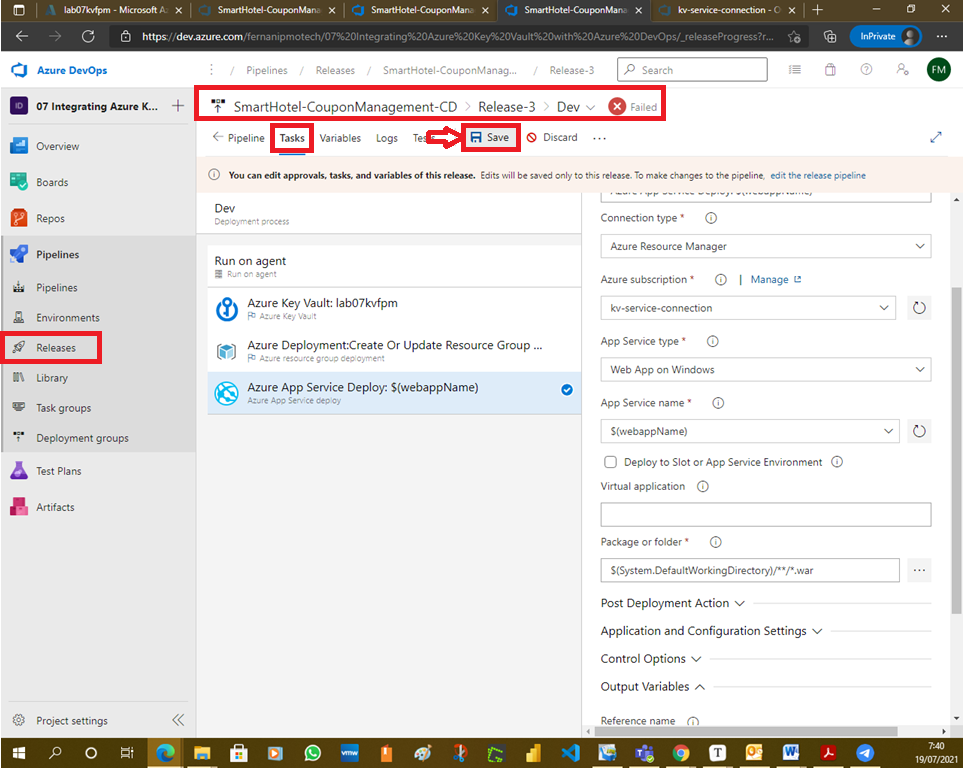 lab07kvfpm - Microsoft Az
SmartHotel-CouponMana
SmartHotel-CouponMana
SmartHotel-CouponMana
kv-service-connection - O
https://dev.azure.com/fernanipmotech/07%20Integrating%20Azure%20Key%20Vault%20with%20Azure%20DevOps/_releaseProgress?r...
InPrivate
Azure DevOps
/ Pipelines / Releases / SmartHotel-CouponManag... / Release-3
Search
FM
ID
07 Integrating Azure K...
Overview
Boards
Repos
Pipelines
Pipelines
Environments
Releases
Library
Task groups
Deployment groups
Test Plans
Artifacts
Project settings
SmartHotel-CouponManagement-CD > Release-3 > Dev
Failed
Pipeline
Tasks
Variables
Logs
Save
Discard
You can edit approvals, tasks, and variables of this release. Edits will be saved only to this release. To make changes to the pipeline, edit the release pipeline
Dev
Deployment process
Run on agent
Run on agent
Azure Key Vault: lab07kvfpm
Azure Key Vault
Azure Deployment:Create Or Update Resource Group ...
Azure resource group deployment
Azure App Service Deploy: $(webappName)
Azure App Service deploy
Azure App Service Deploy: $(webappName)
Connection type *
Azure Resource Manager
Azure subscription * | Manage
kv-service-connection
App Service type *
Web App on Windows
App Service name *
$(webappName)
Deploy to Slot or App Service Environment
Virtual application
Package or folder *
$(System.DefaultWorkingDirectory)/**/*.war
Post Deployment Action
Application and Configuration Settings
Control Options
Output Variables
Reference name
vmw
7:40
19/07/2021